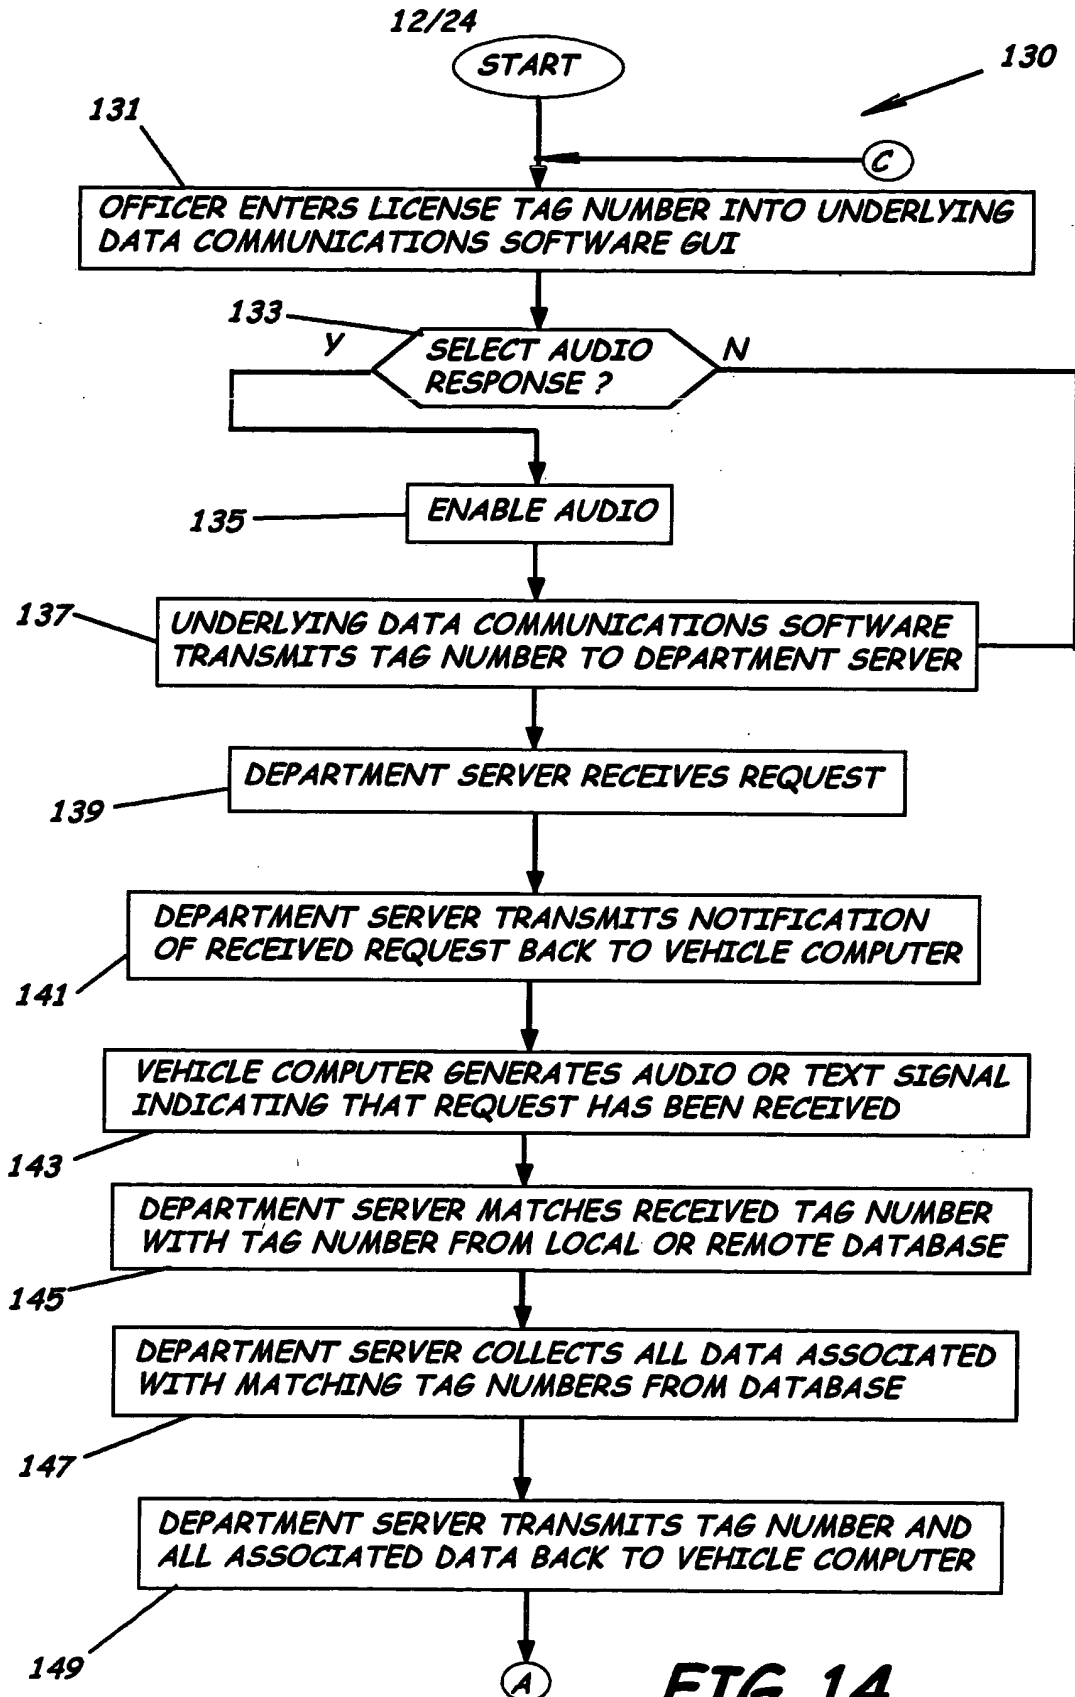 12/24
START
130
131
C
OFFICER ENTERS LICENSE TAG NUMBER INTO UNDERLYING
DATA COMMUNICATIONS SOFTWARE GUI
133
Y
SELECT AUDIO
RESPONSE ?
N
135
ENABLE AUDIO
137
UNDERLYING DATA COMMUNICATIONS SOFTWARE
TRANSMITS TAG NUMBER TO DEPARTMENT SERVER
DEPARTMENT SERVER RECEIVES REQUEST
139
DEPARTMENT SERVER TRANSMITS NOTIFICATION
OF RECEIVED REQUEST BACK TO VEHICLE COMPUTER
141
VEHICLE COMPUTER GENERATES AUDIO OR TEXT SIGNAL
INDICATING THAT REQUEST HAS BEEN RECEIVED
143
DEPARTMENT SERVER MATCHES RECEIVED TAG NUMBER
WITH TAG NUMBER FROM LOCAL OR REMOTE DATABASE
145
DEPARTMENT SERVER COLLECTS ALL DATA ASSOCIATED
WITH MATCHING TAG NUMBERS FROM DATABASE
147
DEPARTMENT SERVER TRANSMITS TAG NUMBER AND
ALL ASSOCIATED DATA BACK TO VEHICLE COMPUTER
149
A
FIG 14